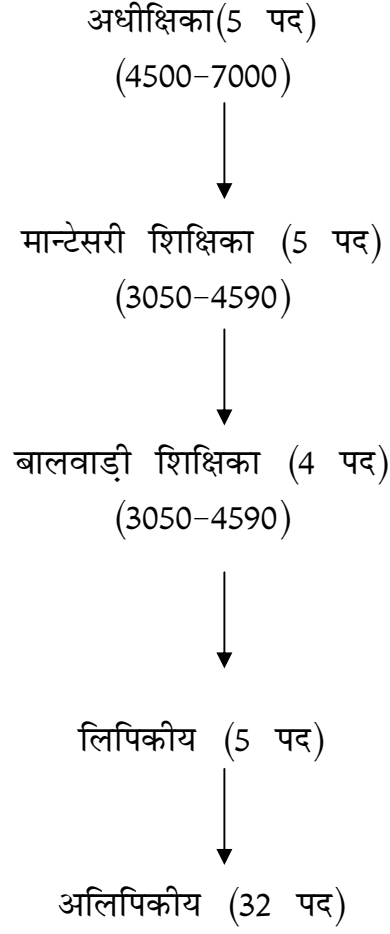 अधीक्षिका(5 पद)
(4500-7000)
मान्टेसरी शिक्षिका (5 पद)
(3050-4590)
बालवाड़ी शिक्षिका (4 पद)
(3050-4590)
लिपिकीय (5 पद)
अलिपिकीय (32 पद)